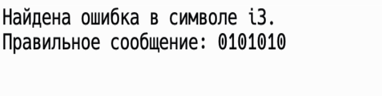 Найдена ошибка в символе i3.
Правильное сообщение: 0101010